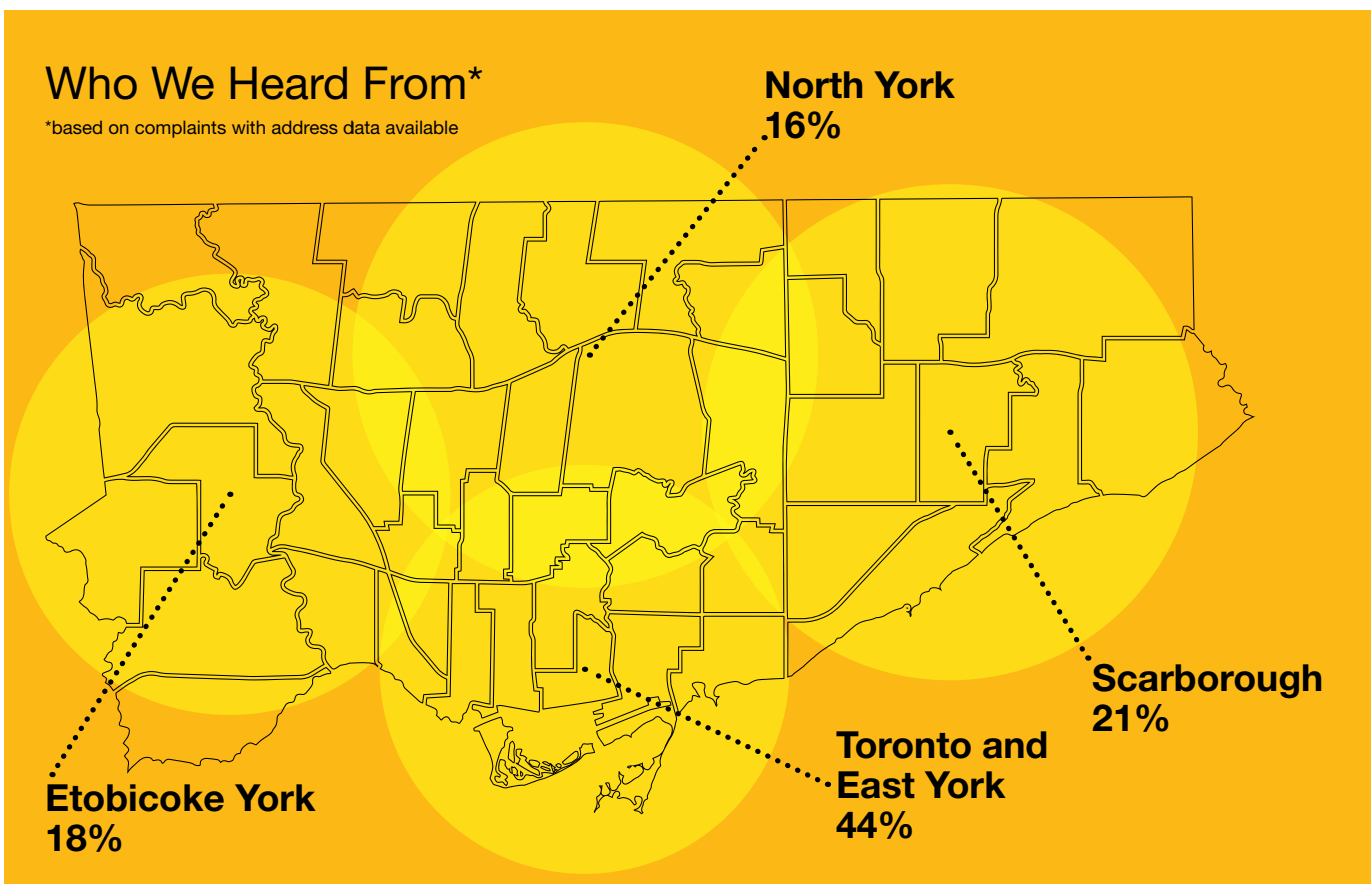 Who We Heard From*
*based on complaints with address data available
North York
16%
Scarborough
21%
Toronto and
East York
44%
Etobicoke York
18%